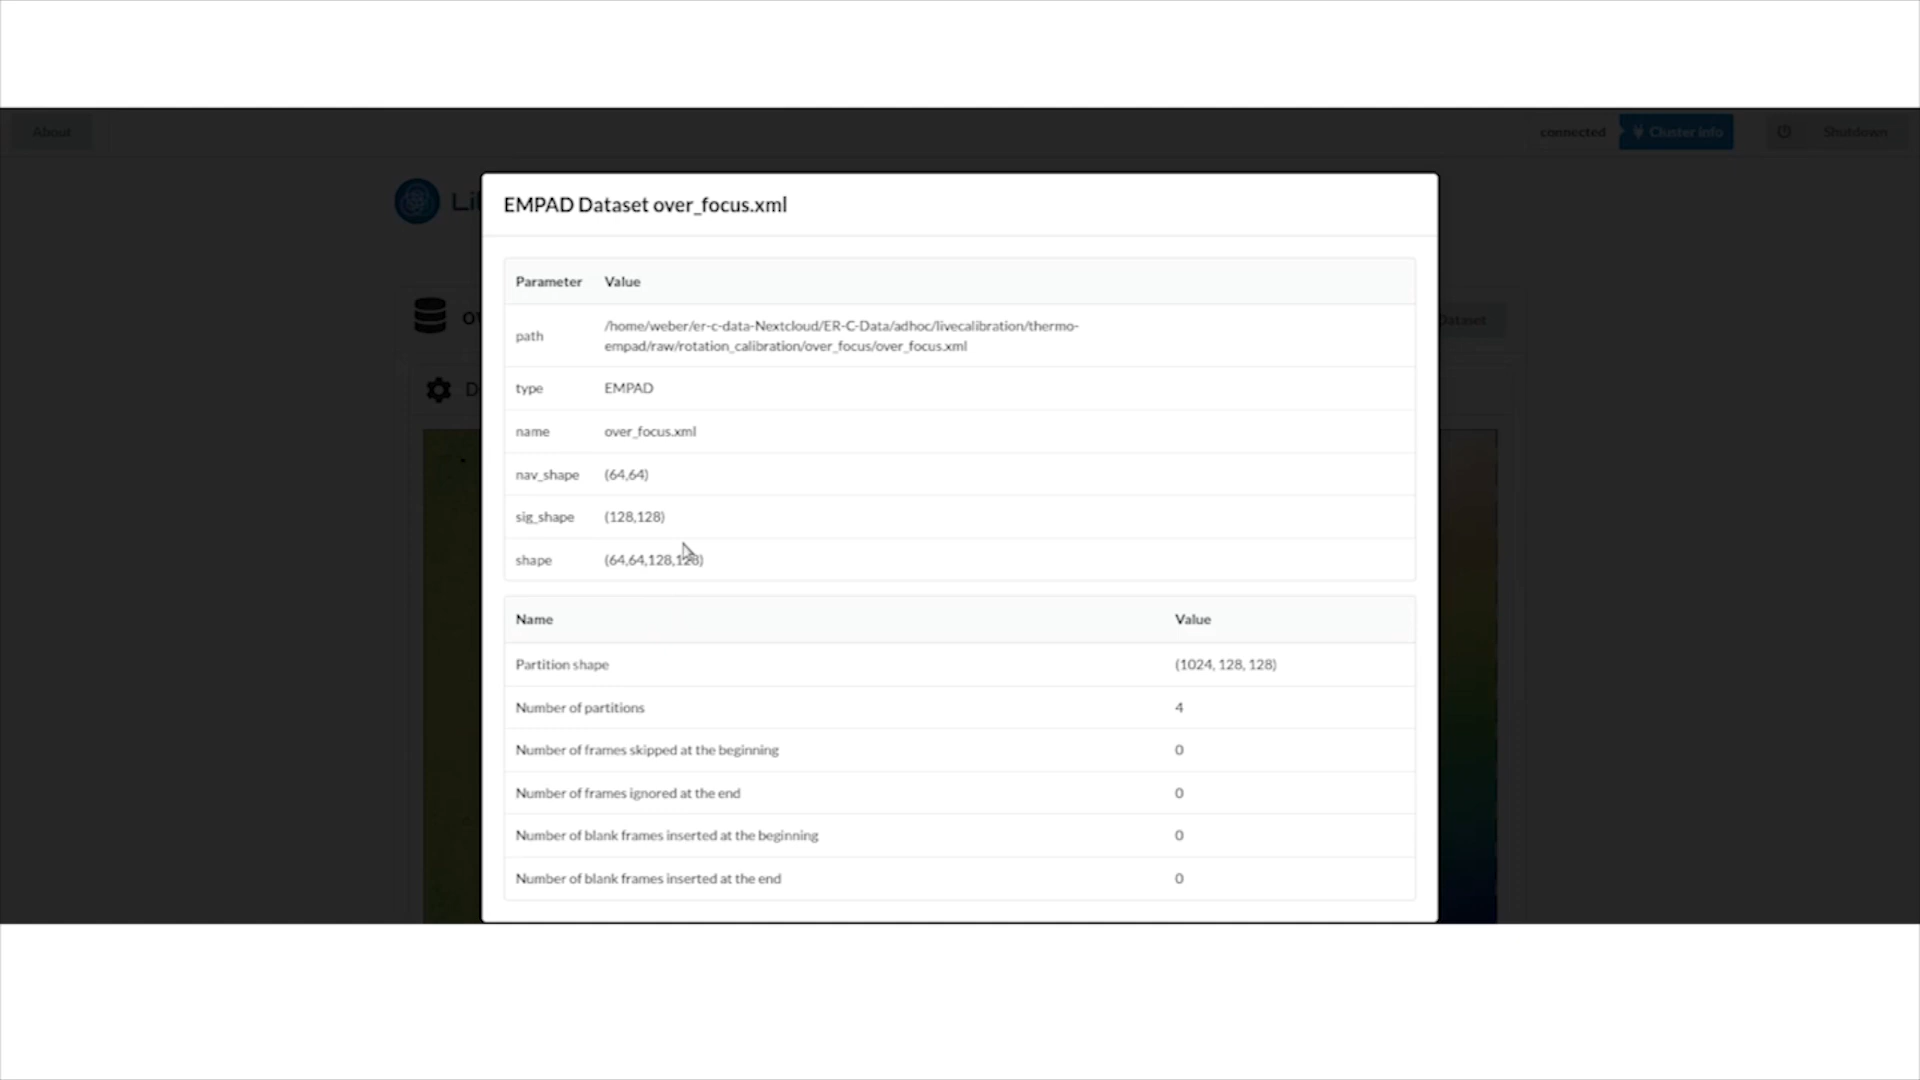 About
connected
Cluster info
Shutdown
EMPAD Dataset over_focus.xml
Parameter Value
path /home/weber/er-c-data-Nextcloud/ER-C-Data/adhoc/livecalibration/thermo-
empad/raw/rotation_calibration/over_focus/over_focus.xml
type EMPAD
name over_focus.xml
nav_shape (64,64)
sig_shape (128,128)
shape (64,64,128,128)
Name Value
Partition shape (1024, 128, 128)
Number of partitions 4
Number of frames skipped at the beginning 0
Number of frames ignored at the end 0
Number of blank frames inserted at the beginning 0
Number of blank frames inserted at the end 0